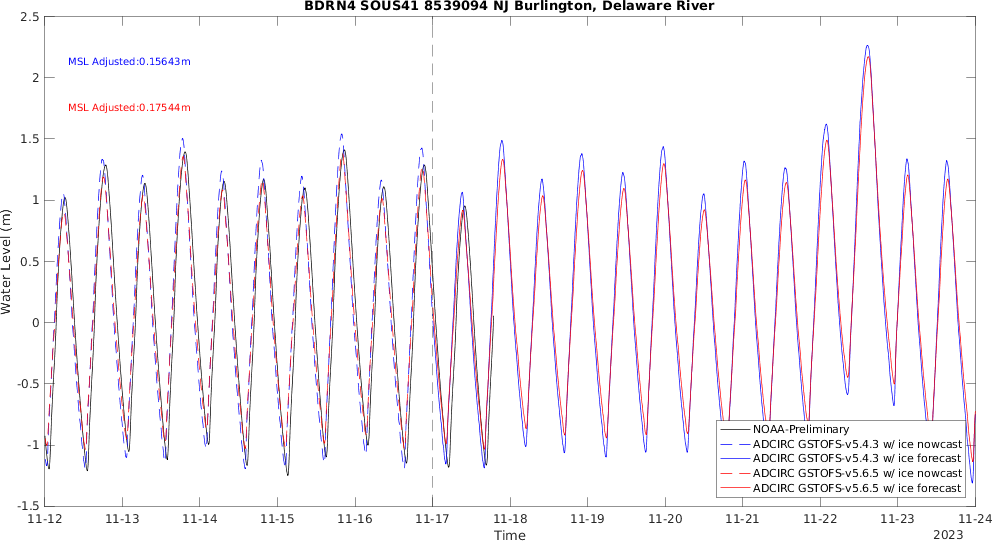 BDRN4 SOUS41 8539094 NJ Burlington, Delaware River
MSL Adjusted:0.15643m
MSL Adjusted:0.17544m
Water Level (m)
2.5
2
1.5
1
0.5
0
-0.5
-1
-1.5
NOAA-Preliminary
ADCIRC GSTOFS-v5.4.3 w/ ice nowcast
ADCIRC GSTOFS-v5.4.3 w/ ice forecast
ADCIRC GSTOFS-v5.6.5 w/ ice nowcast
ADCIRC GSTOFS-v5.6.5 w/ ice forecast
11-12 11-13 11-14 11-15 11-16 11-17 11-18 11-19 11-20 11-21 11-22 11-23 11-24
Time
2023